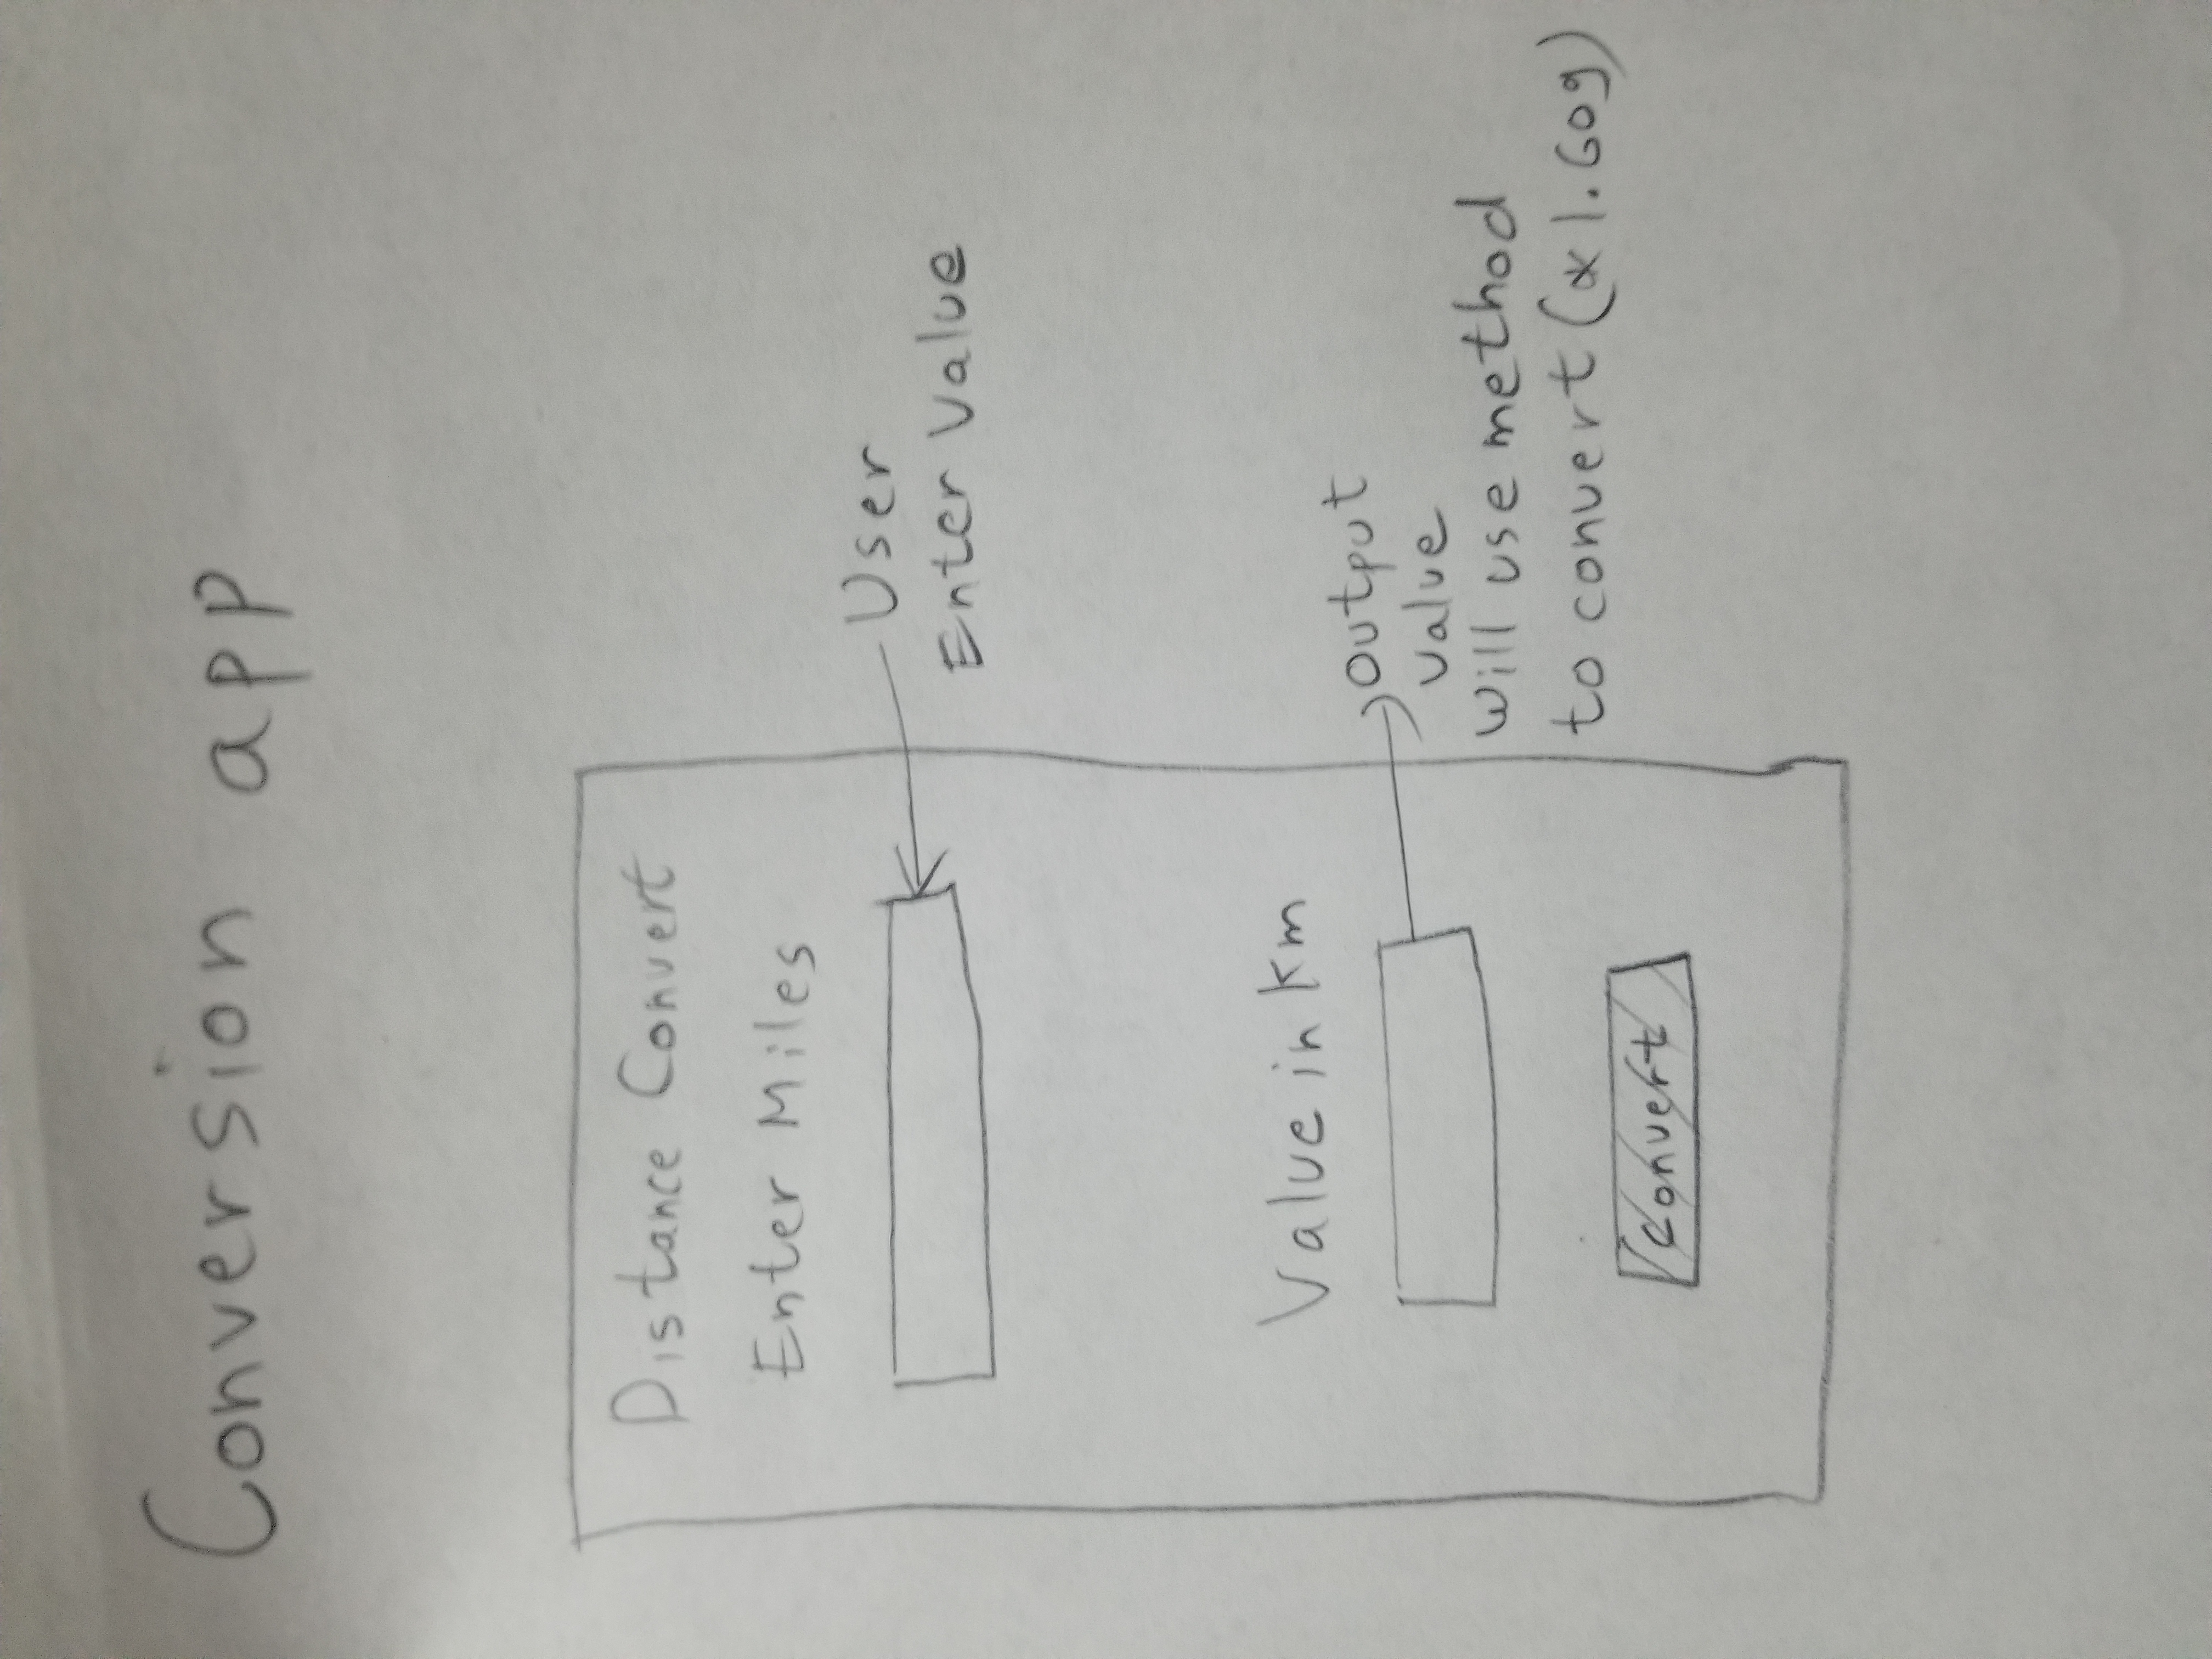 Conversion app
Distance Convert
Enter Miles
User
Enter Value
Value in Km
output
value
will use method
to convert (* 1.609)
Convert